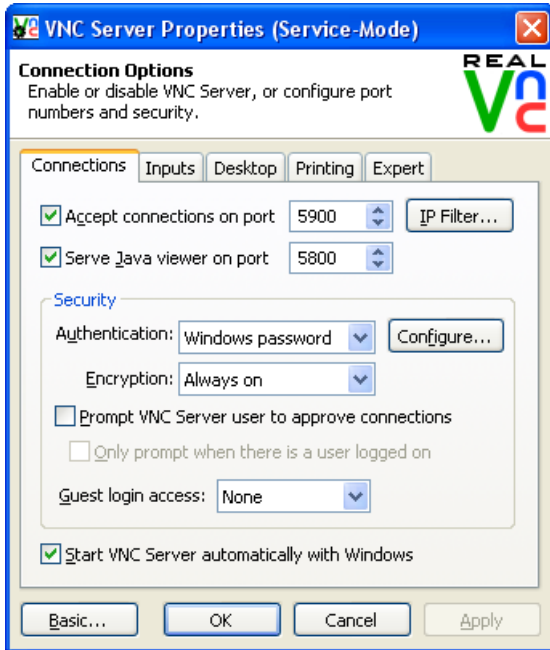 VNC Server Properties (Service-Mode)
Connection Options
Enable or disable VNC Server, or configure port
numbers and security.
REAL
VNC
Connections Inputs Desktop Printing Expert
Accept connections on port 5900 IP Filter...
Serve Java viewer on port 5800
Security
Authentication: Windows password Configure...
Encryption: Always on
Prompt VNC Server user to approve connections
Only prompt when there is a user logged on
Guest login access: None
Start VNC Server automatically with Windows
Basic... OK Cancel Apply